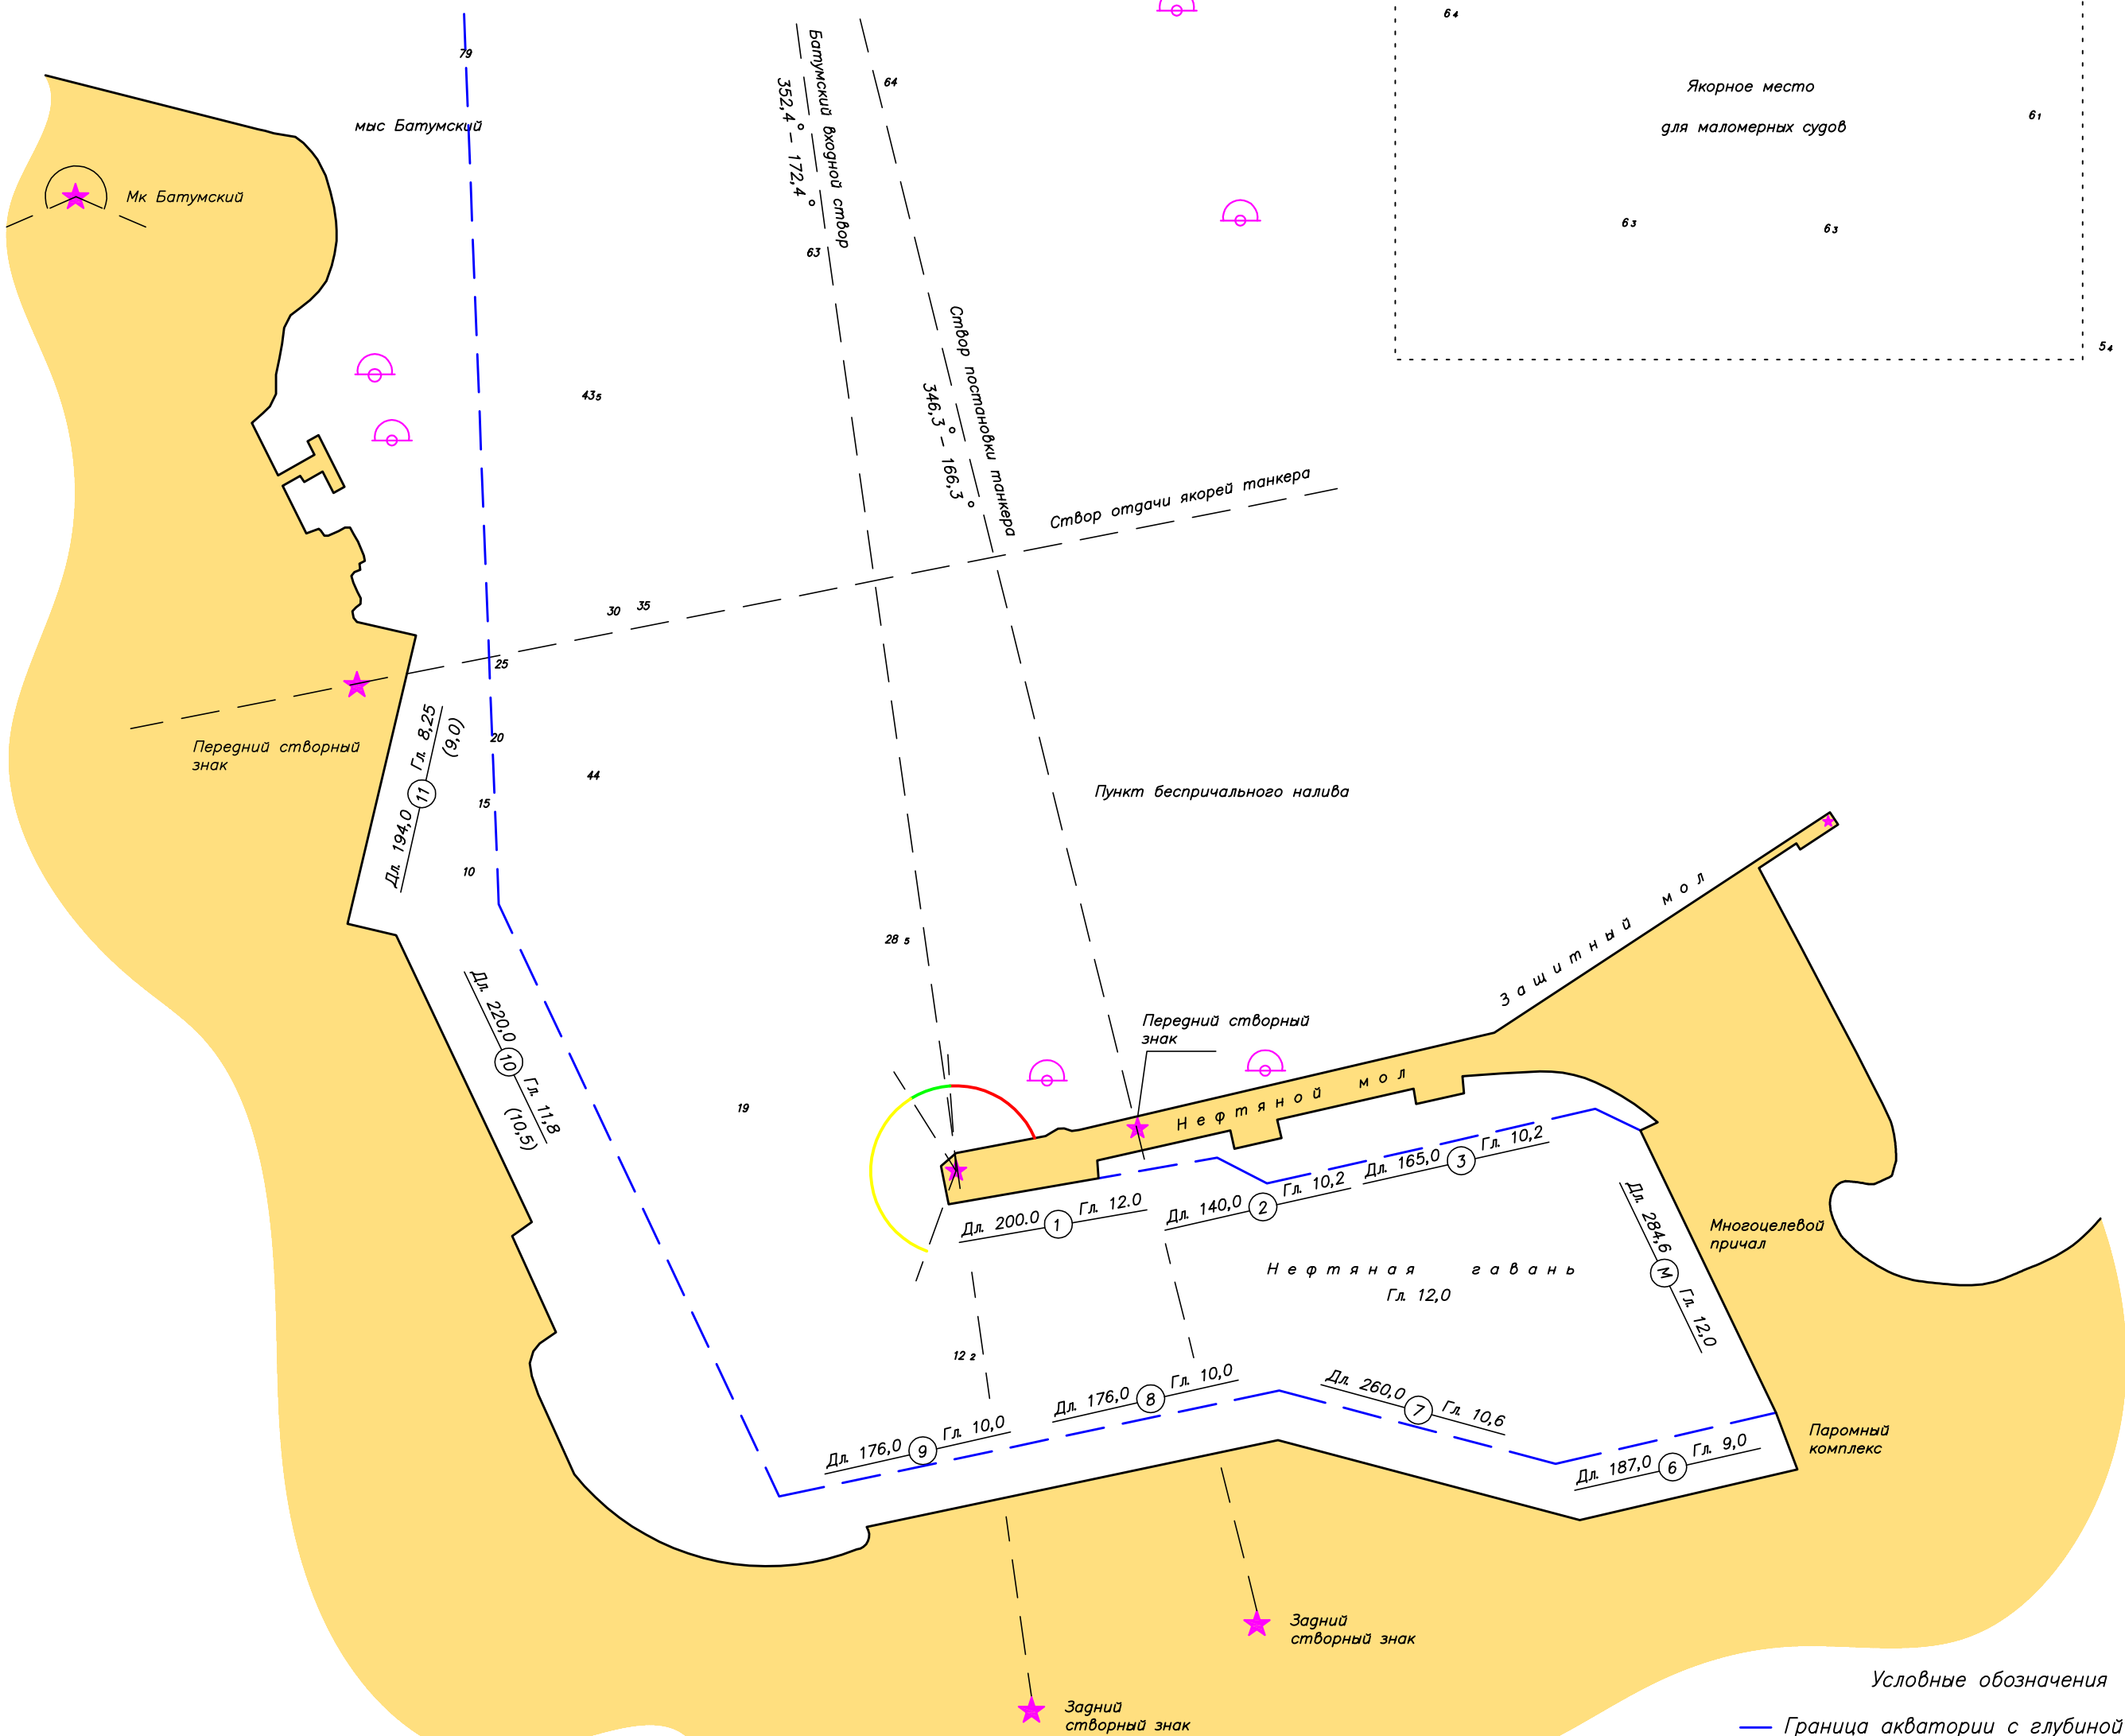 79
6₄
64
Якорное место
для маломерных судов
6₁
мыс Батумский
Мк Батумский
Батумский входной створ
352,4° - 172,4°
63
6₃
6₃
5₄
43₅
Створ постановки танкера
346,3° - 166,3°
Створ отдачи якорей танкера
30
35
25
20
15
10
Передний створный
знак
Дл. 194,0 11 Гл. 8,25
(9,0)
44
Пункт беспричального налива
28 ₅
Защитный мол
Дл. 220,0 10 Гл. 11,8
(10,5)
19
Передний створный
знак
Нефтяной мол
Дл. 200.0 1 Гл. 12.0
Дл. 140,0 2 Гл. 10,2
Дл. 165,0 3 Гл. 10,2
Дл. 284,6 М Гл. 12,0
Многоцелевой
причал
Нефтяная гавань
Гл. 12,0
12 ₂
Дл. 176,0 9 Гл. 10,0
Дл. 176,0 8 Гл. 10,0
Дл. 260,0 7 Гл. 10,6
Дл. 187,0 6 Гл. 9,0
Паромный
комплекс
Задний
створный знак
Задний
створный знак
Условные обозначения
Граница акватории с глубиной